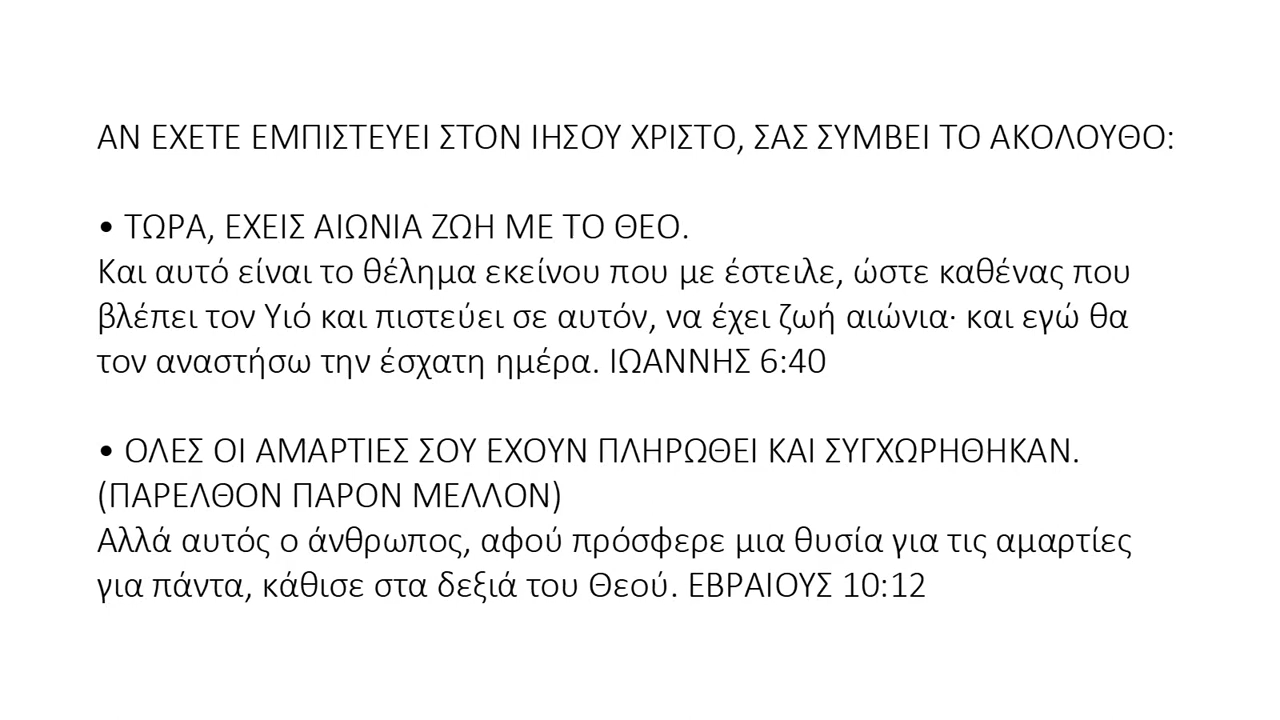 ΑΝ ΕΧΕΤΕ ΕΜΠΙΣΤΕΥΕΙ ΣΤΟΝ ΙΗΣΟΥ ΧΡΙΣΤΟ, ΣΑΣ ΣΥΜΒΕΙ ΤΟ ΑΚΟΛΟΥΘΟ:
• ΤΩΡΑ, ΕΧΕΙΣ ΑΙΩΝΙΑ ΖΩΗ ΜΕ ΤΟ ΘΕΟ.
Και αυτό είναι το θέλημα εκείνου που με έστειλε, ώστε καθένας που
βλέπει τον Υιό και πιστεύει σε αυτόν, να έχει ζωή αιώνια· και εγώ θα
τον αναστήσω την έσχατη ημέρα. ΙΩΑΝΝΗΣ 6:40
• ΟΛΕΣ ΟΙ ΑΜΑΡΤΙΕΣ ΣΟΥ ΕΧΟΥΝ ΠΛΗΡΩΘΕΙ ΚΑΙ ΣΥΓΧΩΡΗΘΗΚΑΝ.
(ΠΑΡΕΛΘΟΝ ΠΑΡΟΝ ΜΕΛΛΟΝ)
Αλλά αυτός ο άνθρωπος, αφού πρόσφερε μια θυσία για τις αμαρτίες
για πάντα, κάθισε στα δεξιά του Θεού. ΕΒΡΑΙΟΥΣ 10:12